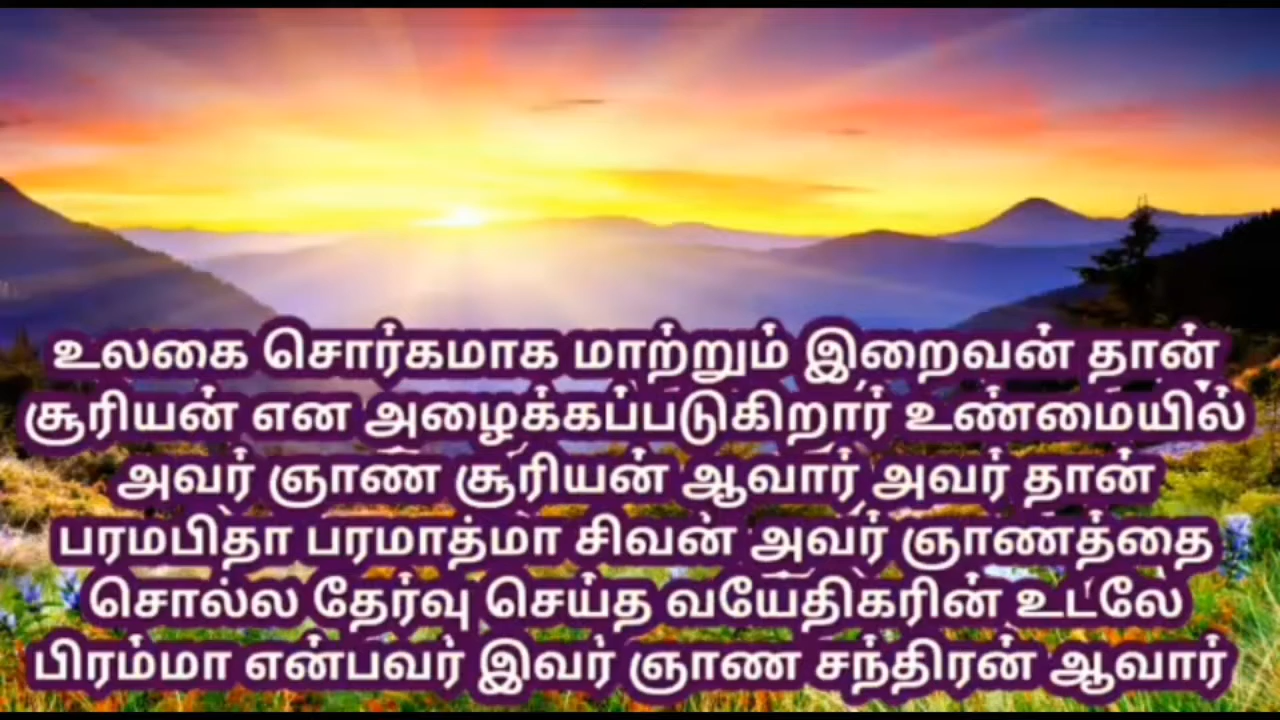 உலகை சொர்கமாக மாற்றும் இறைவன் தான்
சூரியன் என அழைக்கப்படுகிறார் உண்மையில்
அவர் ஞாண சூரியன் ஆவார் அவர் தான்
பரமபிதா பரமாத்மா சிவன் அவர் ஞாணத்தை
சொல்ல தேர்வு செய்த வயேதிகரின் உடலே
பிரம்மா என்பவர் இவர் ஞாண சந்திரன் ஆவார்